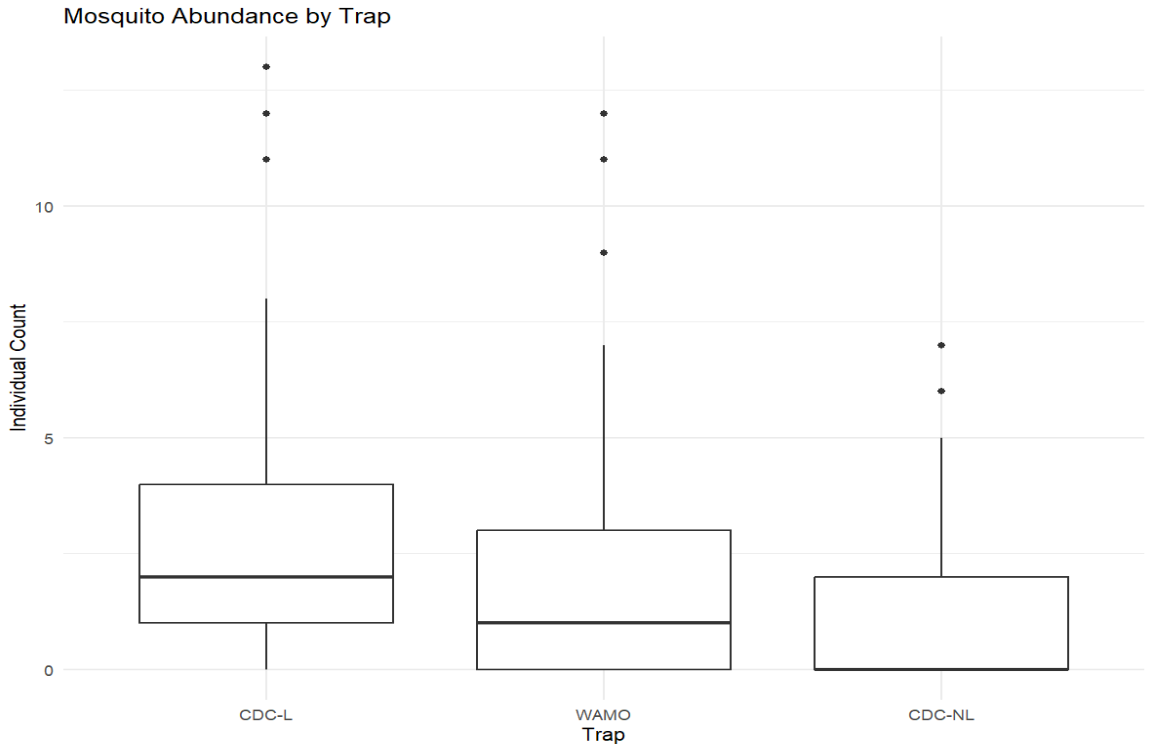 Mosquito Abundance by Trap
Individual Count
10
5
0
CDC-L WAMO CDC-NL
Trap